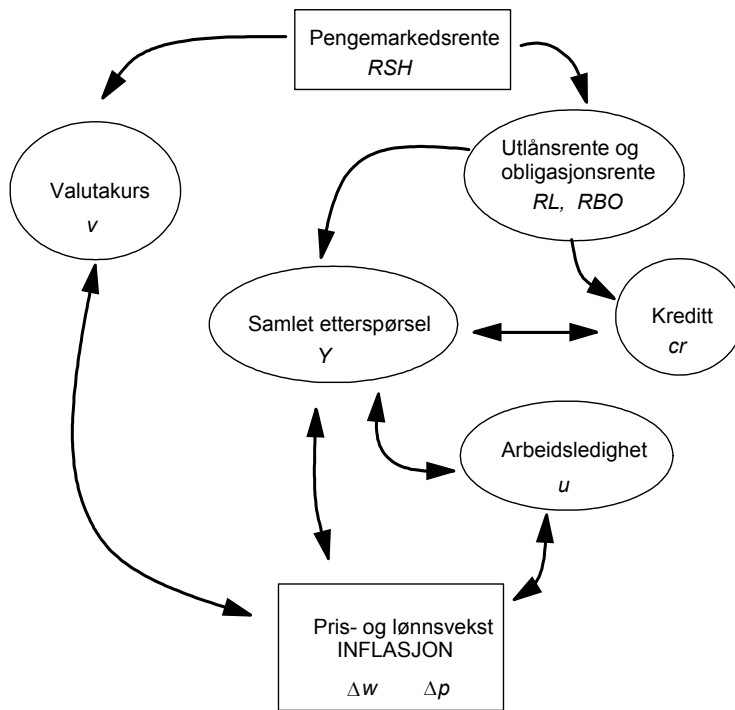 Pengemarkedsrente
RSH
Utlånsrente og
obligasjonsrente
RL, RBO
Valutakurs
v
Samlet etterspørsel
Y
Kreditt
cr
Arbeidsledighet
u
Pris- og lønnsvekst
INFLASJON
Δw Δp